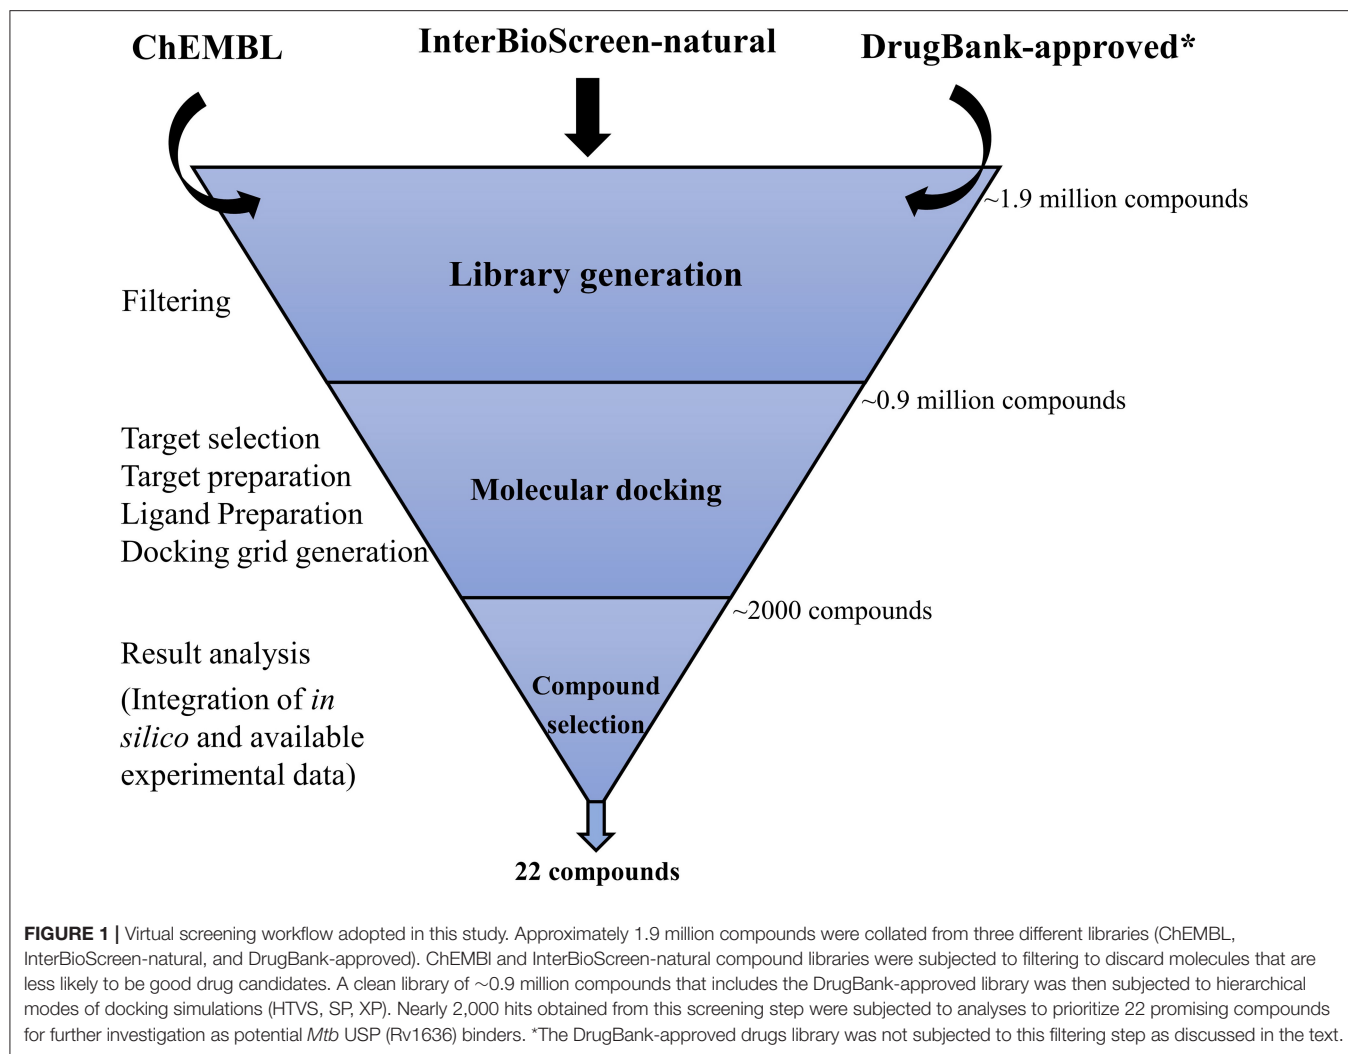 ChEMBL
InterBioScreen-natural
DrugBank-approved*
~1.9 million compounds
Library generation
Filtering
~0.9 million compounds
Target selection
Target preparation
Ligand Preparation
Docking grid generation
Molecular docking
~2000 compounds
Result analysis
(Integration of in
silico and available
experimental data)
Compound
selection
22 compounds
FIGURE 1 | Virtual screening workflow adopted in this study. Approximately 1.9 million compounds were collated from three different libraries (ChEMBL,
InterBioScreen-natural, and DrugBank-approved). ChEMBl and InterBioScreen-natural compound libraries were subjected to filtering to discard molecules that are
less likely to be good drug candidates. A clean library of ~0.9 million compounds that includes the DrugBank-approved library was then subjected to hierarchical
modes of docking simulations (HTVS, SP, XP). Nearly 2,000 hits obtained from this screening step were subjected to analyses to prioritize 22 promising compounds
for further investigation as potential Mtb USP (Rv1636) binders. *The DrugBank-approved drugs library was not subjected to this filtering step as discussed in the text.